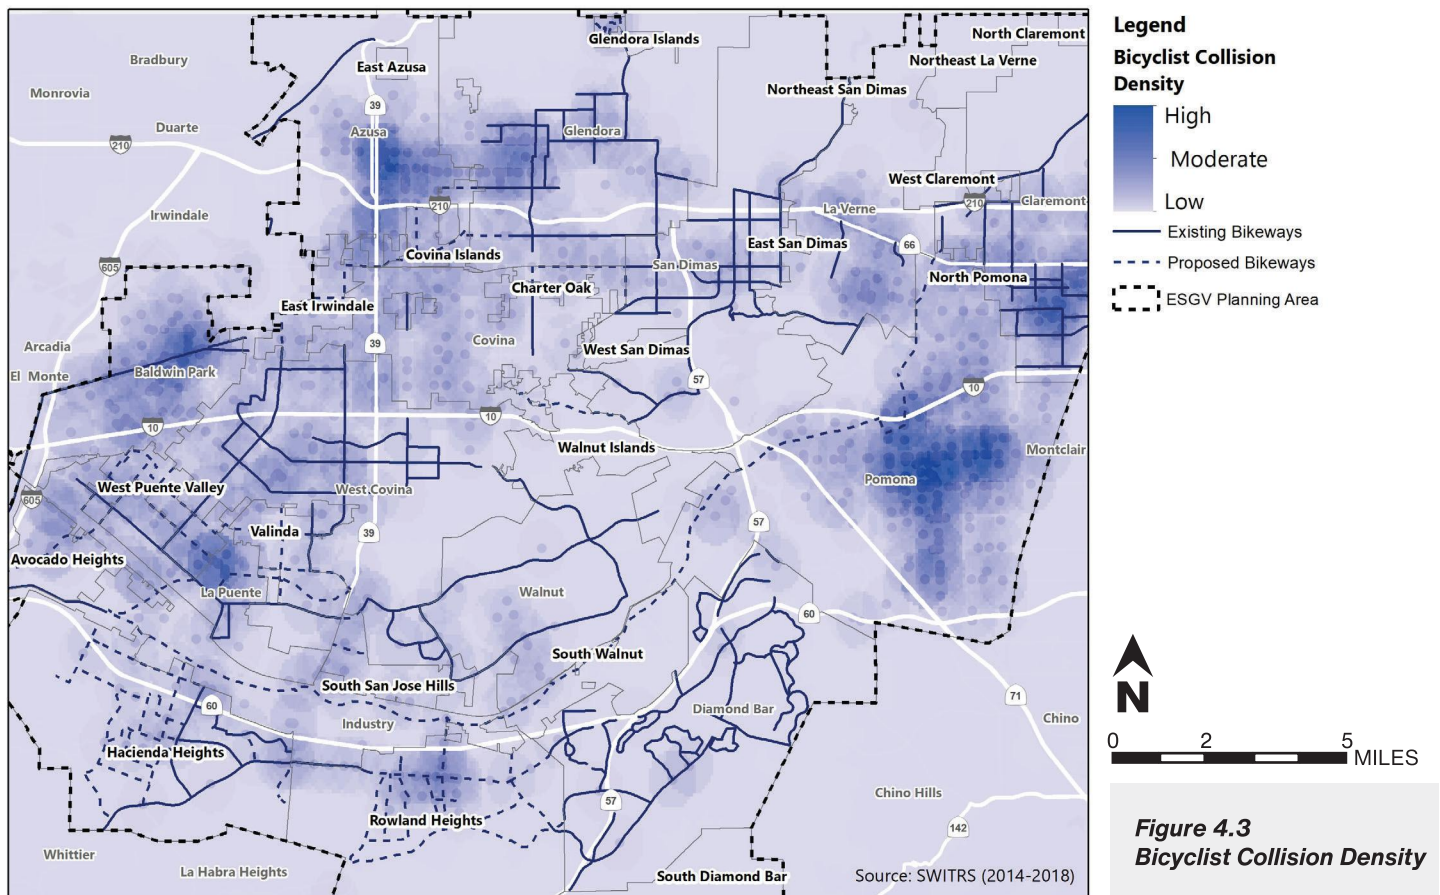 Glendora Islands
North Claremont
Bradbury
East Azusa
Northeast La Verne
Monrovia
Northeast San Dimas
39
Duarte
Azusa
Glendora
210
West Claremont
Irwindale
210
La Verne
210
Claremont
Covina Islands
East San Dimas
66
605
San Dimas
North Pomona
Charter Oak
East Irwindale
Arcadia
39
Covina
West San Dimas
El Monte
Baldwin Park
57
10
10
10
Walnut Islands
Montclair
West Puente Valley
West Covina
Pomona
605
Valinda
39
57
Avocado Heights
La Puente
Walnut
60
South Walnut
South San Jose Hills
60
Industry
Diamond Bar
71
Chino
Hacienda Heights
Rowland Heights
57
Chino Hills
142
Whittier
La Habra Heights
South Diamond Bar
Source: SWITRS (2014-2018)
Legend
Bicyclist Collision
Density
High
Moderate
Low
Existing Bikeways
Proposed Bikeways
ESGV Planning Area
N
0 2 5
MILES
Figure 4.3
Bicyclist Collision Density